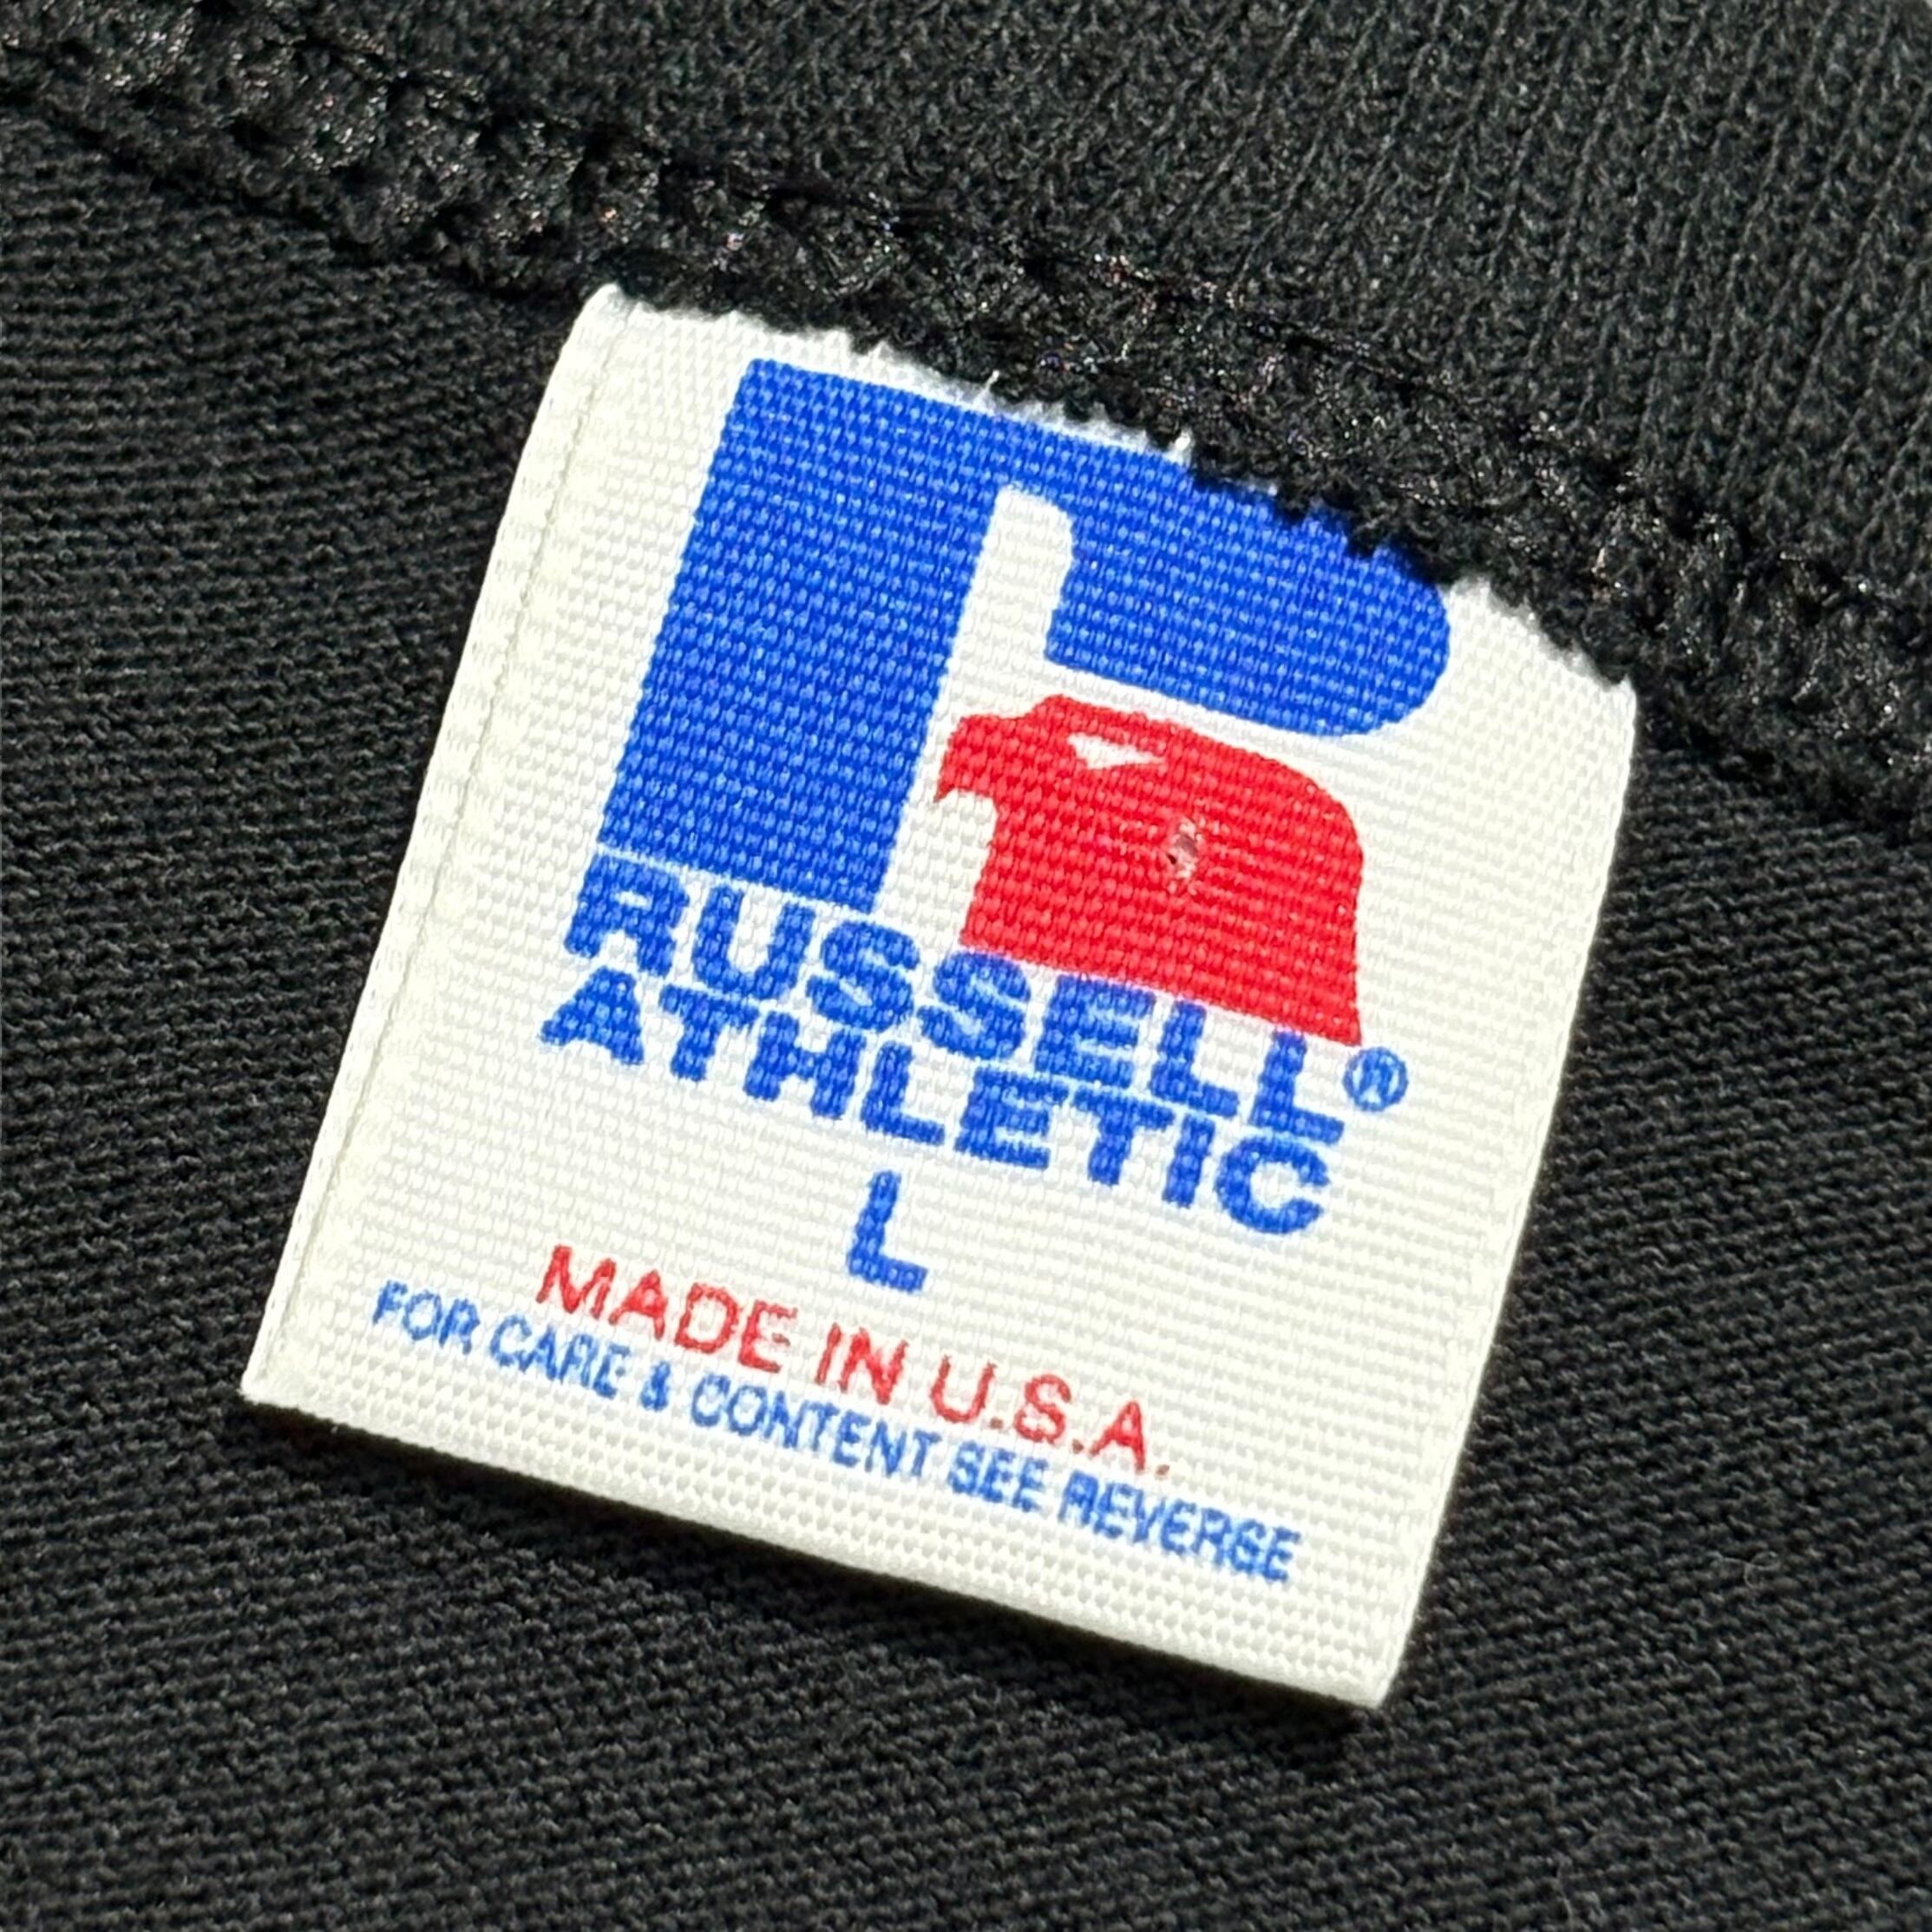 RUSSELL®
ATHLETIC
L
MADE IN U.S.A.
FOR CARE & CONTENT SEE REVERSE